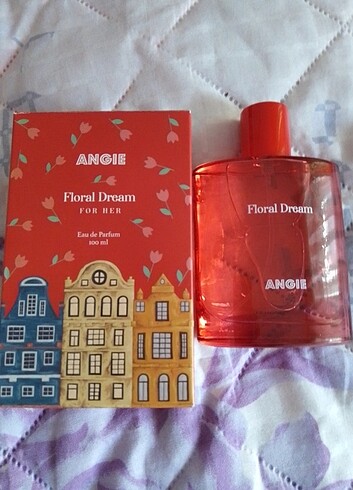 ANGIE
Floral Dream
FOR HER
Eau de Parfum
100 ml
Floral Dream
ANGIE